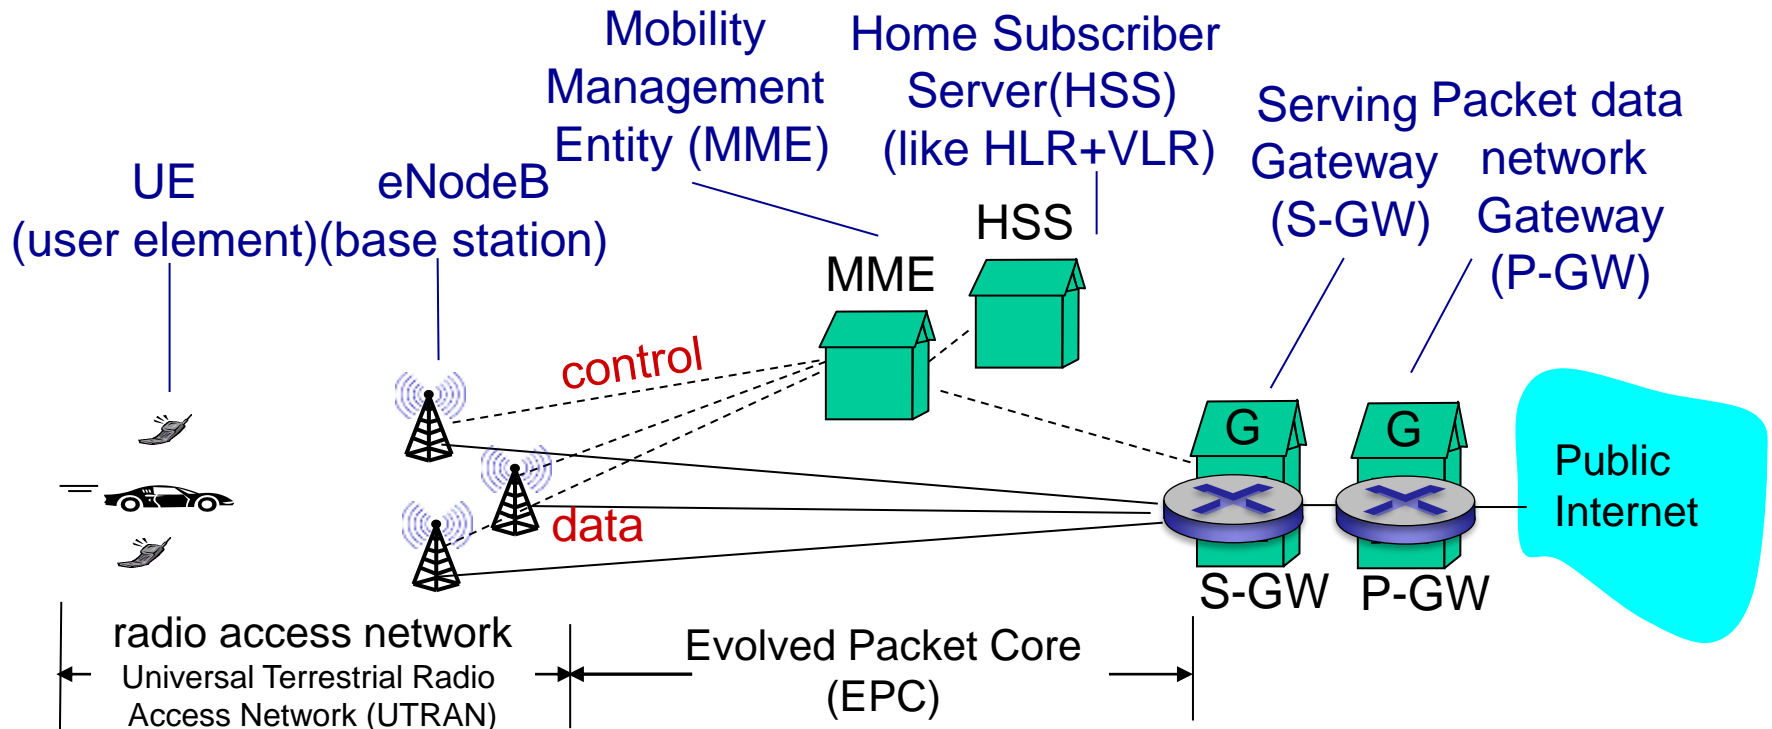 Mobility
Management
Entity (MME)
Home Subscriber
Server(HSS)
(like HLR+VLR)
Serving
Gateway
(S-GW)
Packet data
network
Gateway
(P-GW)
UE
(user element)
eNodeB
(base station)
HSS
MME
control
data
G
G
S-GW
P-GW
Public
Internet
radio access network
Universal Terrestrial Radio
Access Network (UTRAN)
Evolved Packet Core
(EPC)